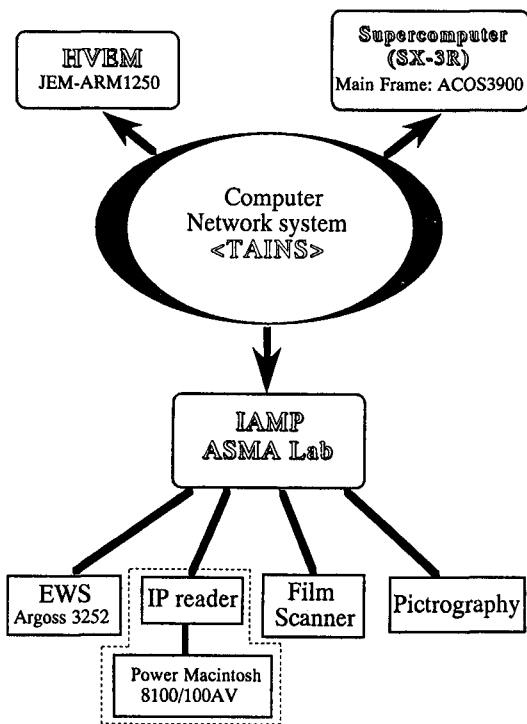 HVEM
JEM-ARM1250
Supercomputer
(SX-3R)
Main Frame: ACOS3900
Computer
Network system
<TAINS>
IAMP
ASMA Lab
EWS
Argoss 3252
IP reader
Film
Scanner
Pictrography
Power Macintosh
8100/100AV